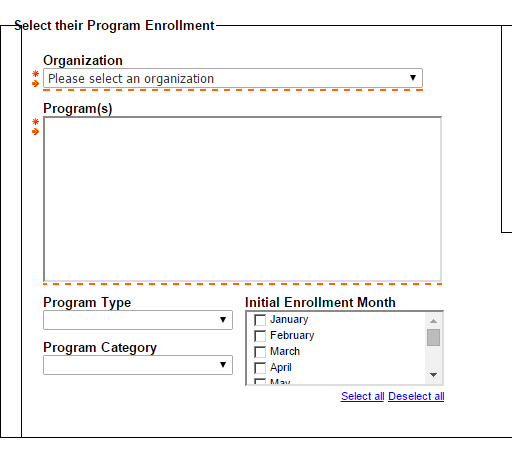 Select their Program Enrollment
Organization
Please select an organization
Program(s)
Program Type
Program Category
Initial Enrollment Month
January
February
March
April
May
Select all Deselect all